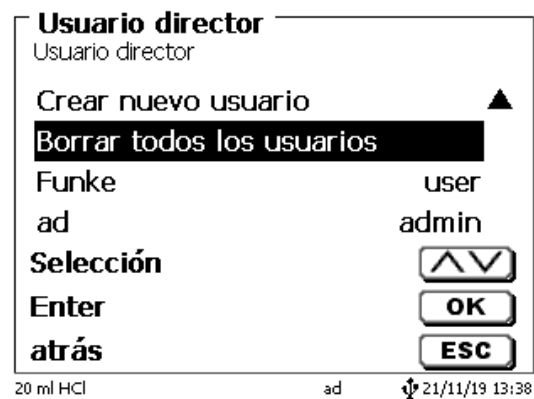 Usuario director
Usuario director
Crear nuevo usuario
Borrar todos los usuarios
Funke user
ad admin
Selección
Enter OK
atrás ESC
20 ml HCl ad 21/11/19 13:38